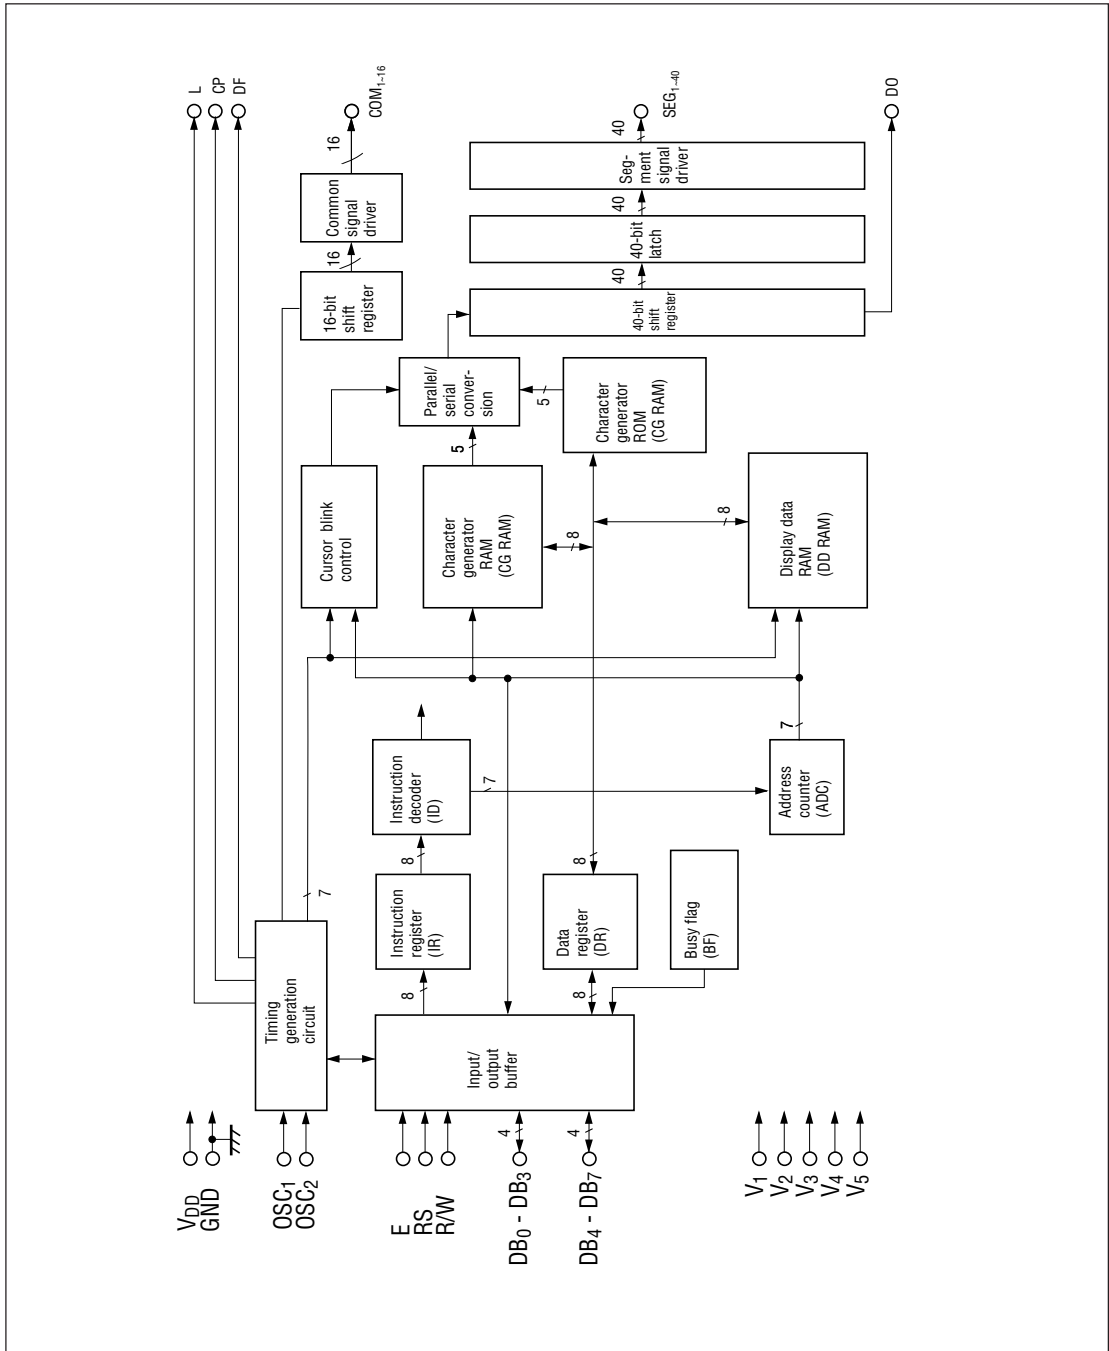 L
CP
DF
COM1~16
SEG1~40
DO
16
40
Common
signal
driver
Seg-
ment
signal
driver
16
40
40-bit
latch
16-bit
shift
register
40
40-bit
shift
register
Parallel/
serial
conver-
sion
5
5
Character
generator
ROM
(CG RAM)
Cursor blink
control
Character
generator
RAM
(CG RAM)
8
8
Display data
RAM
(DD RAM)
Instruction
decoder
(ID)
7
7
Address
counter
(ADC)
7
8
8
Instruction
register
(IR)
Data
register
(DR)
Busy flag
(BF)
8
8
Timing
generation
circuit
Input/
output
buffer
4
4
VDD
GND
OSC1
OSC2
E
RS
R/W
DB0 - DB3
DB4 - DB7
V1
V2
V3
V4
V5